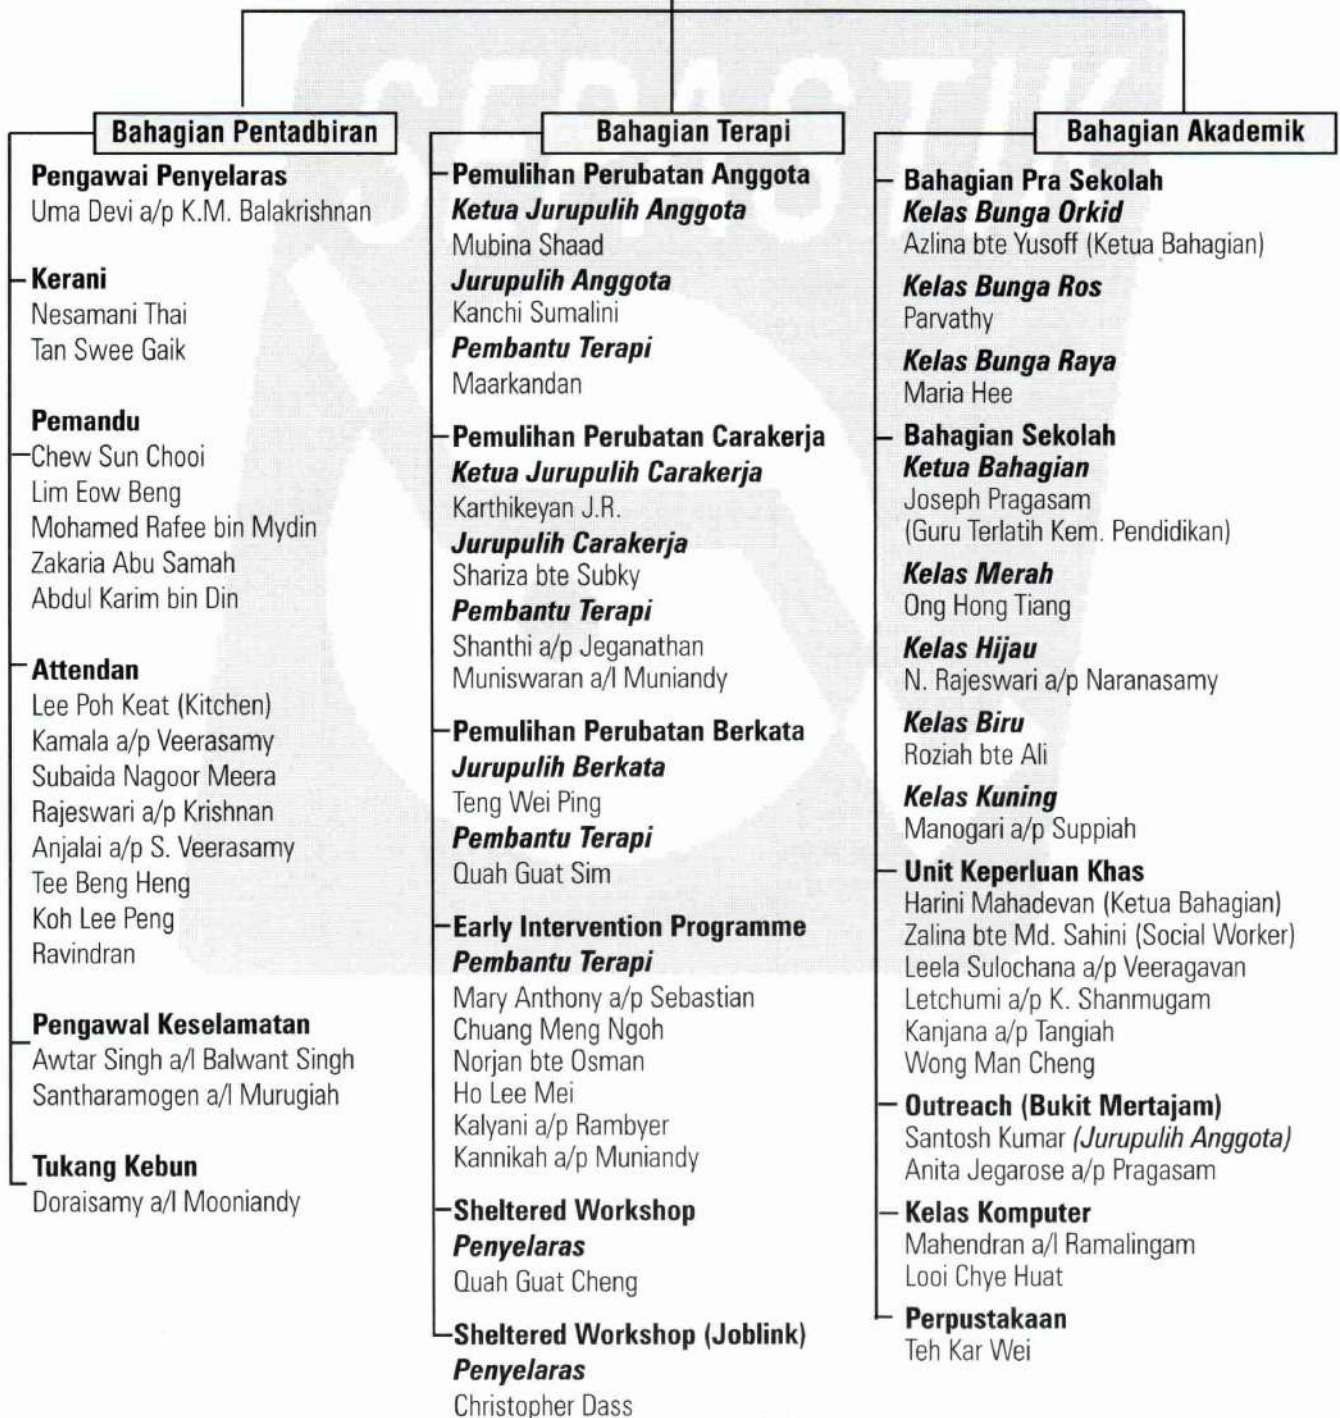 SEPASTIK
Bahagian Pentadbiran
Pengawai Penyelaras
Uma Devi a/p K.M. Balakrishnan
Kerani
Nesamani Thai
Tan Swee Gaik
Pemandu
Chew Sun Chooi
Lim Eow Beng
Mohamed Rafee bin Mydin
Zakaria Abu Samah
Abdul Karim bin Din
Attendan
Lee Poh Keat (Kitchen)
Kamala a/p Veerasamy
Subaida Nagoor Meera
Rajeswari a/p Krishnan
Anjalai a/p S. Veerasamy
Tee Beng Heng
Koh Lee Peng
Ravindran
Pengawal Keselamatan
Awtar Singh a/l Balwant Singh
Santharamogen a/l Murugiah
Tukang Kebun
Doraisamy a/l Mooniandy
Bahagian Terapi
Pemulihan Perubatan Anggota
Ketua Jurupulih Anggota
Mubina Shaad
Jurupulih Anggota
Kanchi Sumalini
Pembantu Terapi
Maarkandan
Pemulihan Perubatan Carakerja
Ketua Jurupulih Carakerja
Karthikeyan J.R.
Jurupulih Carakerja
Shariza bte Subky
Pembantu Terapi
Shanthi a/p Jeganathan
Muniswaran a/l Muniandy
Pemulihan Perubatan Berkata
Jurupulih Berkata
Teng Wei Ping
Pembantu Terapi
Quah Guat Sim
Early Intervention Programme
Pembantu Terapi
Mary Anthony a/p Sebastian
Chuang Meng Ngoh
Norjan bte Osman
Ho Lee Mei
Kalyani a/p Rambyer
Kannikah a/p Muniandy
Sheltered Workshop
Penyelaras
Quah Guat Cheng
Sheltered Workshop (Joblink)
Penyelaras
Christopher Dass
Bahagian Akademik
Bahagian Pra Sekolah
Kelas Bunga Orkid
Azlina bte Yusoff (Ketua Bahagian)
Kelas Bunga Ros
Parvathy
Kelas Bunga Raya
Maria Hee
Bahagian Sekolah
Ketua Bahagian
Joseph Pragasam
(Guru Terlatih Kem. Pendidikan)
Kelas Merah
Ong Hong Tiang
Kelas Hijau
N. Rajeswari a/p Naranasamy
Kelas Biru
Roziah bte Ali
Kelas Kuning
Manogari a/p Suppiah
Unit Keperluan Khas
Harini Mahadevan (Ketua Bahagian)
Zalina bte Md. Sahini (Social Worker)
Leela Sulochana a/p Veeragavan
Letchumi a/p K. Shanmugam
Kanjana a/p Tangiah
Wong Man Cheng
Outreach (Bukit Mertajam)
Santosh Kumar (Jurupulih Anggota)
Anita Jegarose a/p Pragasam
Kelas Komputer
Mahendran a/l Ramalingam
Looi Chye Huat
Perpustakaan
Teh Kar Wei